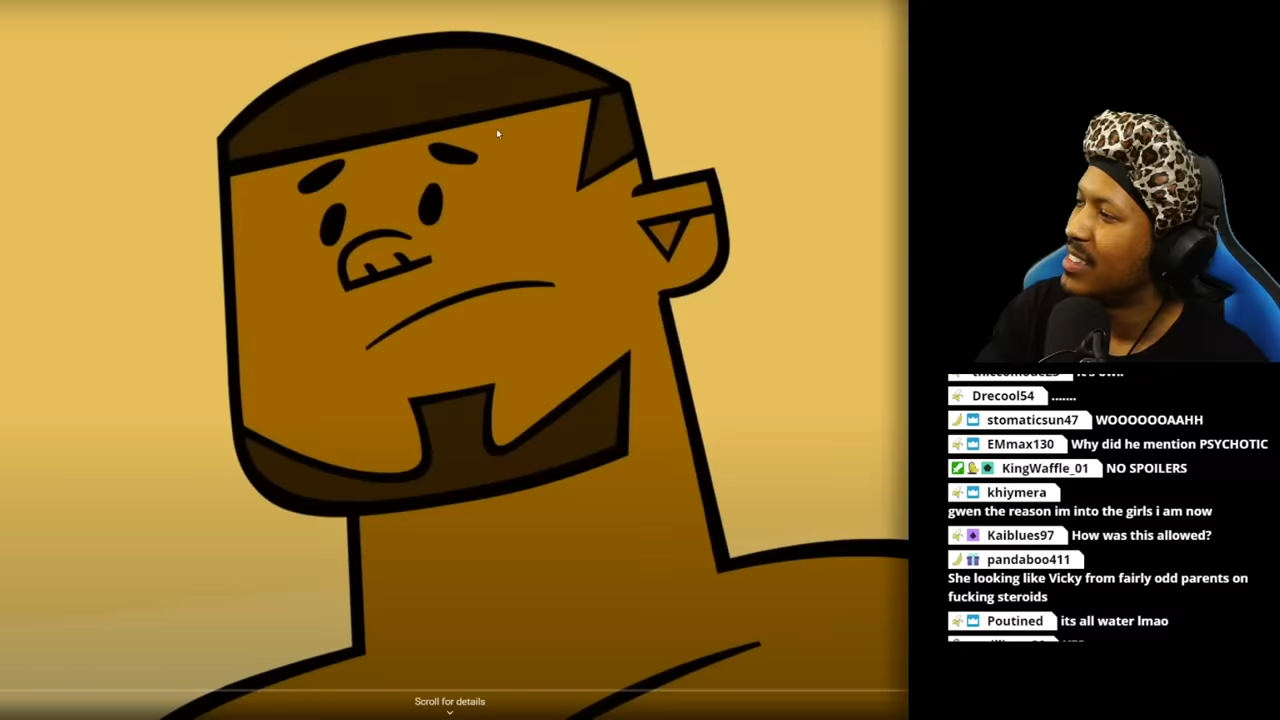 Drecool54 .......
stomaticsun47 WOOOOOOAAHH
EMmax130 Why did he mention PSYCHOTIC
KingWaffle_01 NO SPOILERS
khiymera
gwen the reason im into the girls i am now
Kaiblues97 How was this allowed?
pandaboo411
She looking like Vicky from fairly odd parents on
fucking steroids
Poutined its all water lmao
Scroll for details